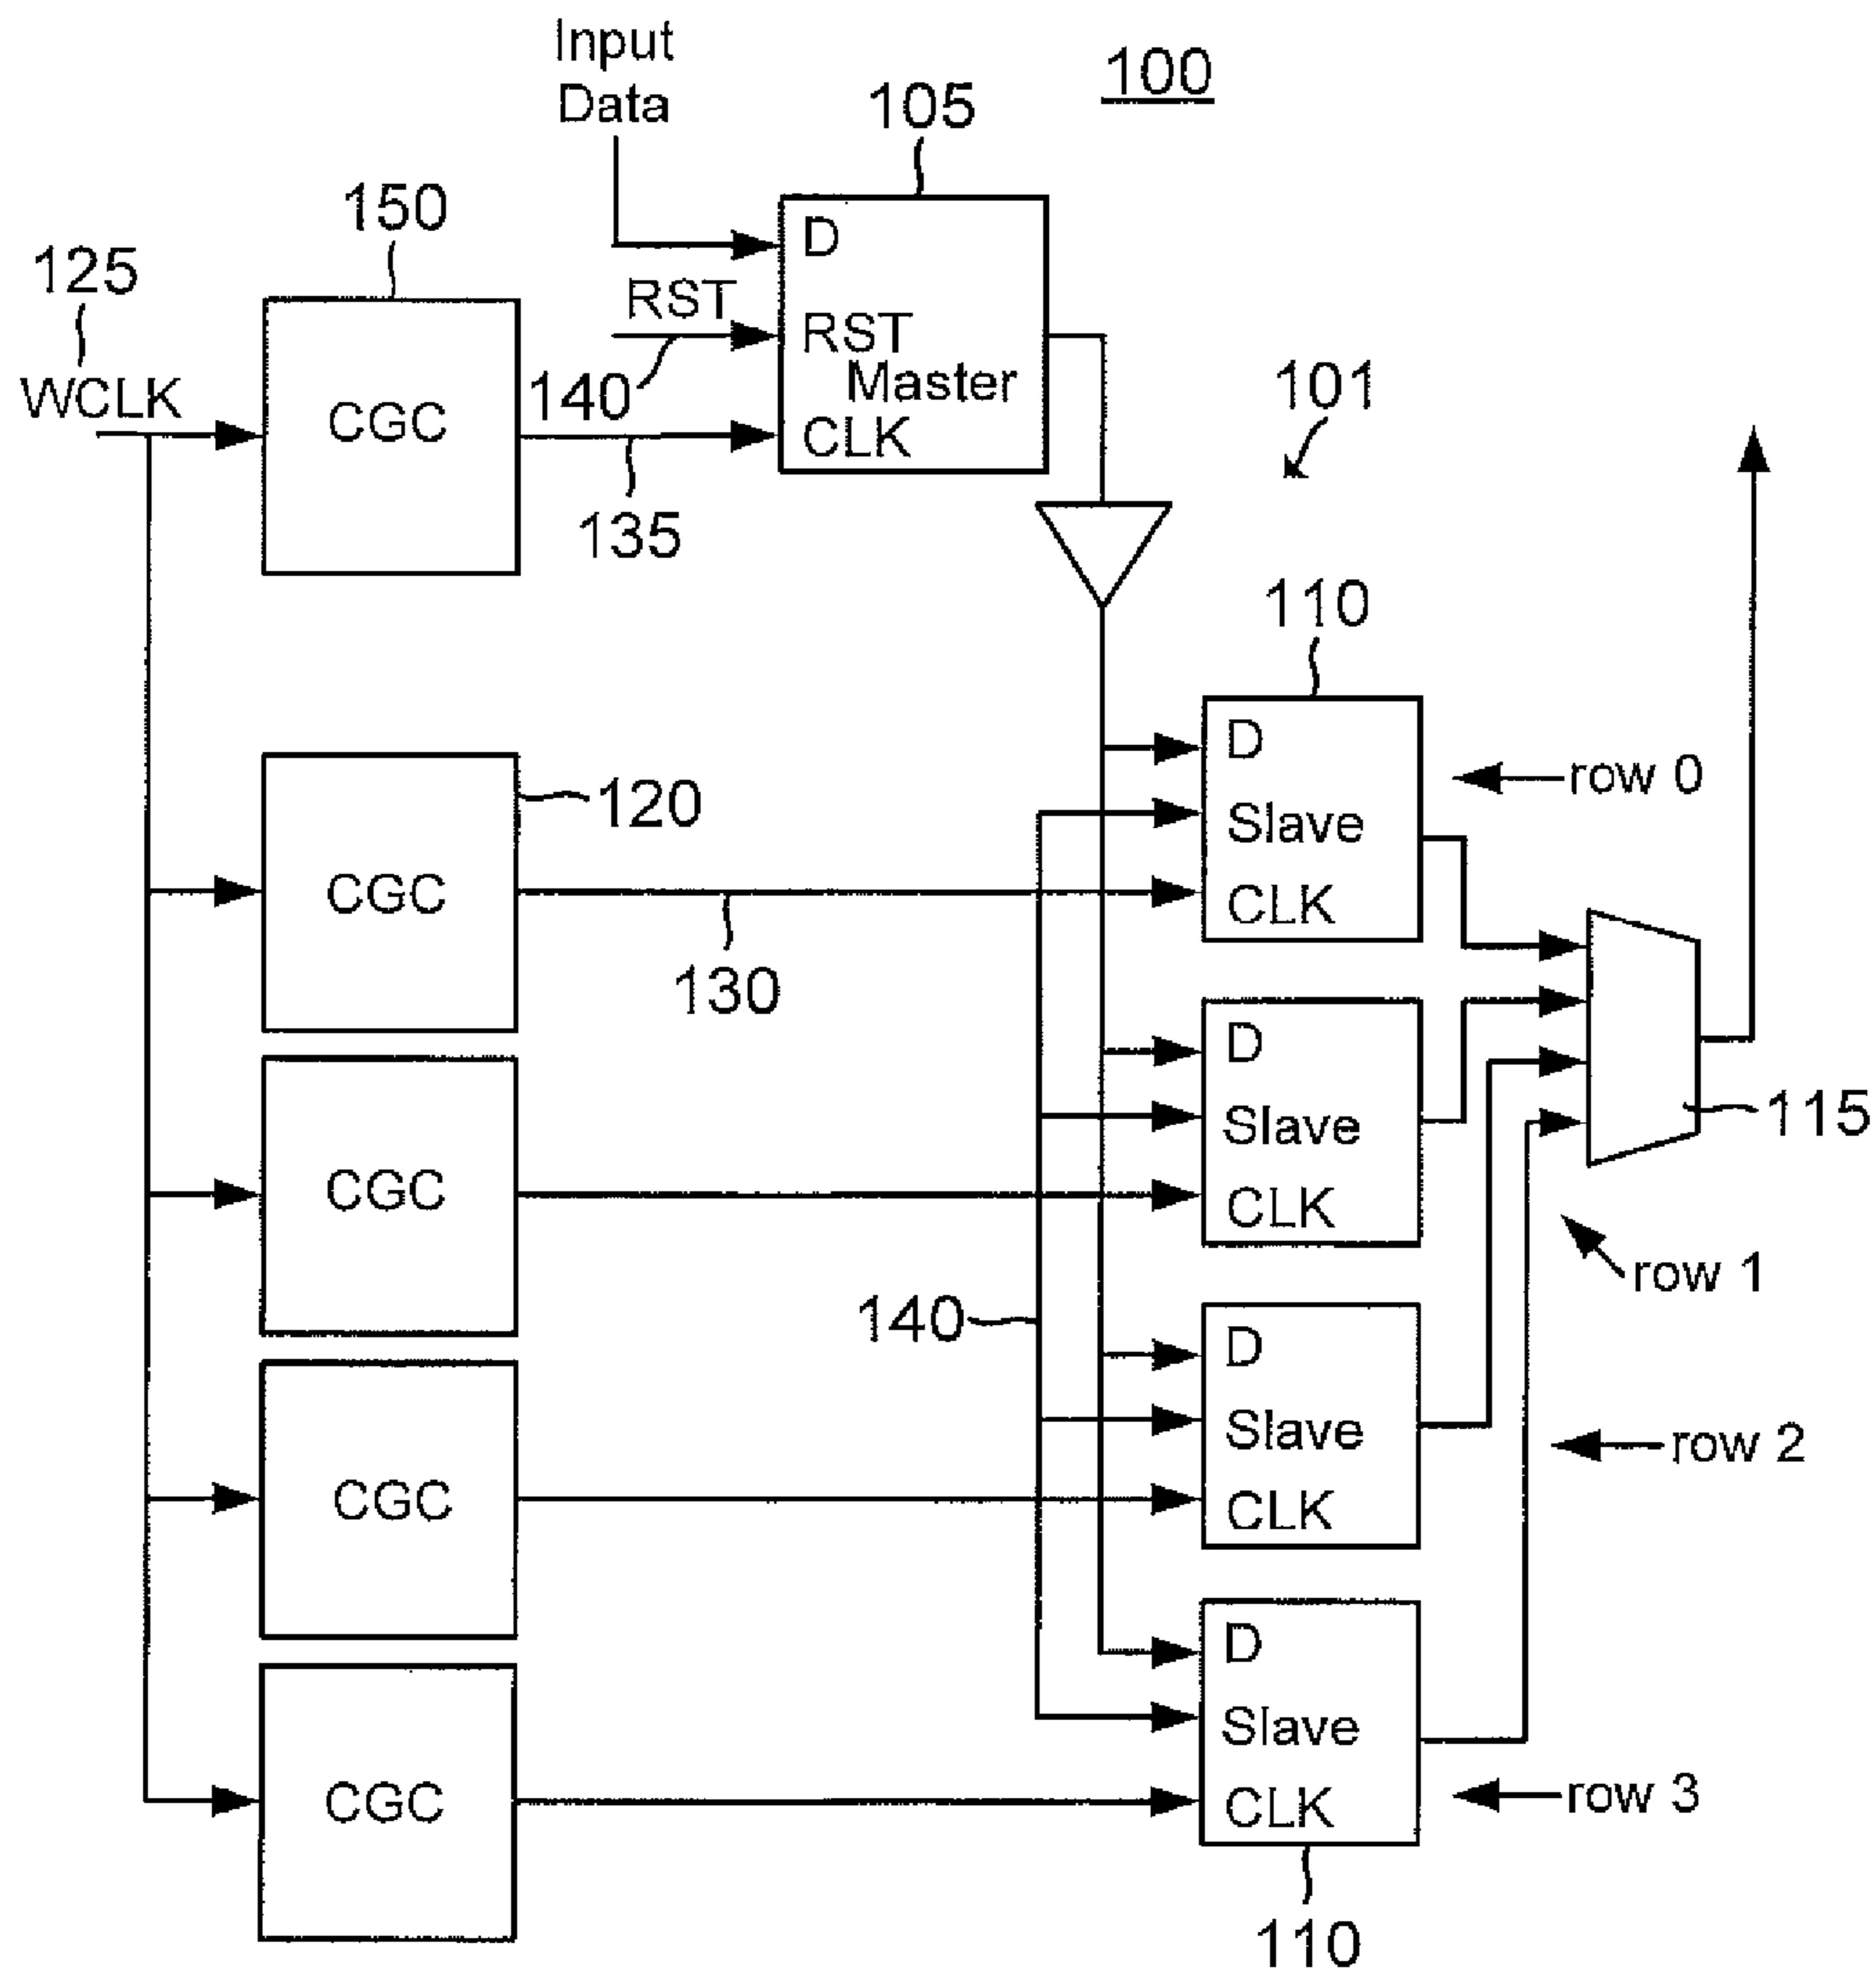 Input
Data
100
105
150
125
D
RST
RST
140
Master
WCLK
CGC
CLK
101
135
110
D
row 0
120
Slave
CGC
CLK
130
D
115
Slave
CGC
CLK
row 1
140
D
Slave
row 2
CGC
CLK
D
Slave
row 3
CGC
CLK
110